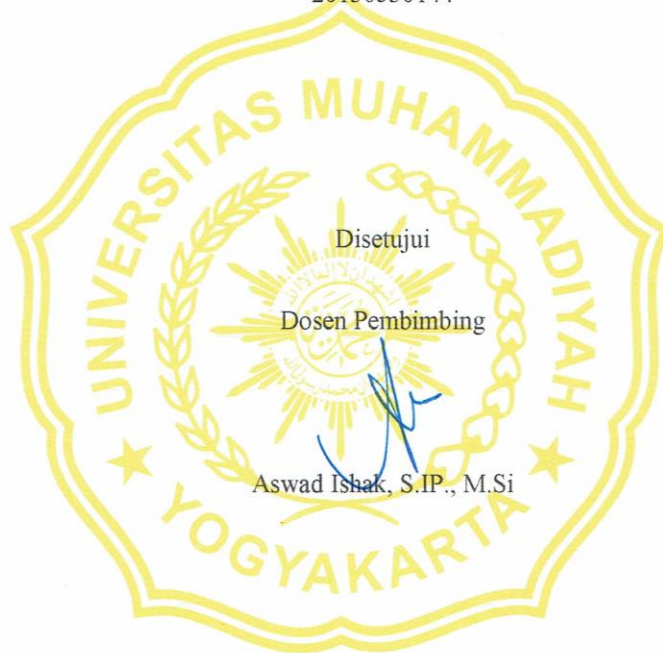 UNIVERSITAS MUHAMMADIYAH
Disetujui
Dosen Pembimbing
Aswad Ishak, S.IP., M.Si
YOGYAKARTA